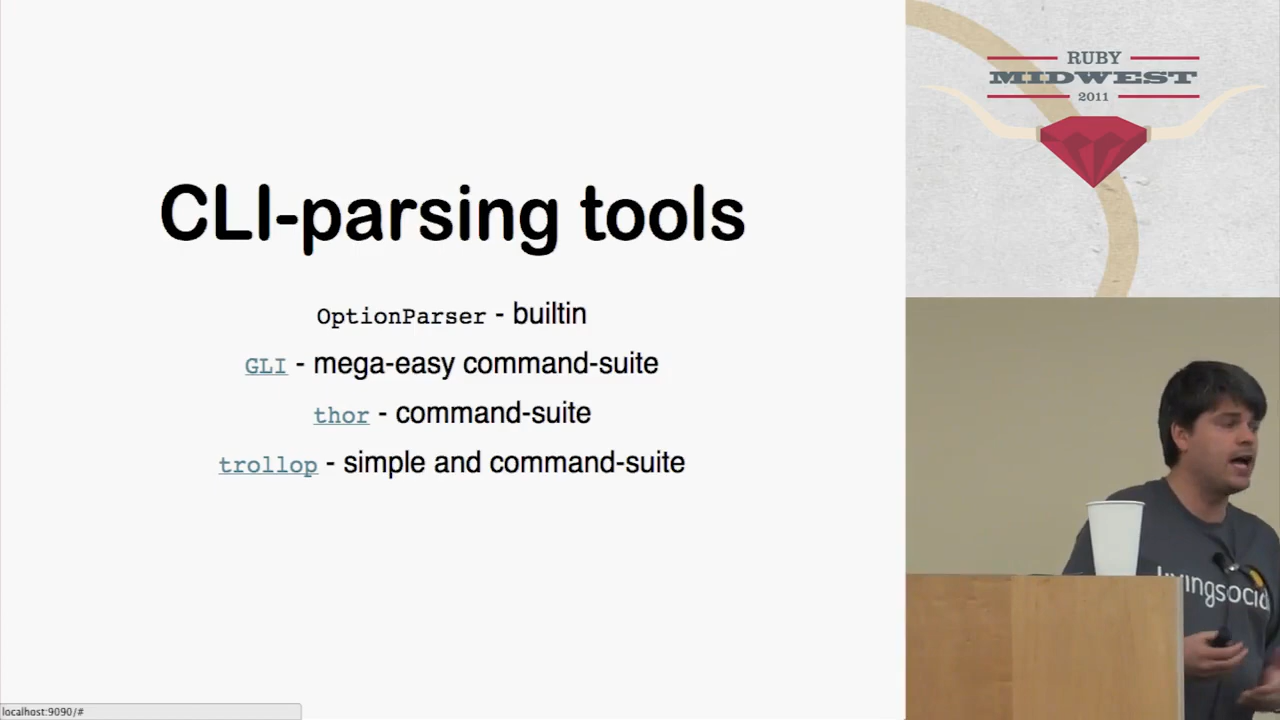 CLI-parsing tools
OptionParser - builtin
GLI - mega-easy command-suite
thor - command-suite
trollop - simple and command-suite
localhost:9090/#
RUBY
MIDWEST
2011
livingsocial